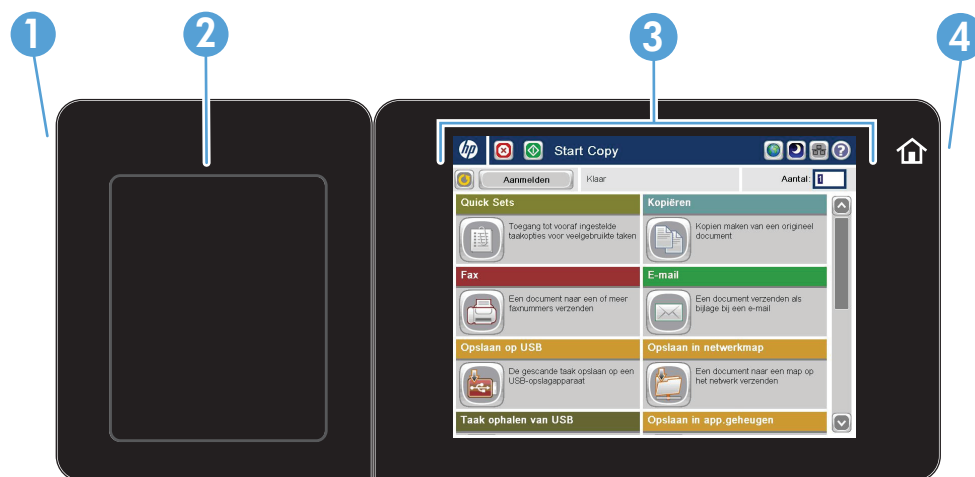 1
2
3
4
hp
Start Copy
?
Aanmelden
Klaar
Aantal: 1
Quick Sets
Toegang tot vooraf ingestelde
taakopties voor veelgebruikte taken
Kopiëren
Kopien maken van een origineel
document
Fax
Een document naar een of meer
faxnummers verzenden
E-mail
Een document verzenden als
bijlage bij een e-mail
Opslaan op USB
De gescande taak opslaan op een
USB-opslagapparaat
Opslaan in netwerkmap
Een document naar een map op
het netwerk verzenden
Taak ophalen van USB
Opslaan in app.geheugen